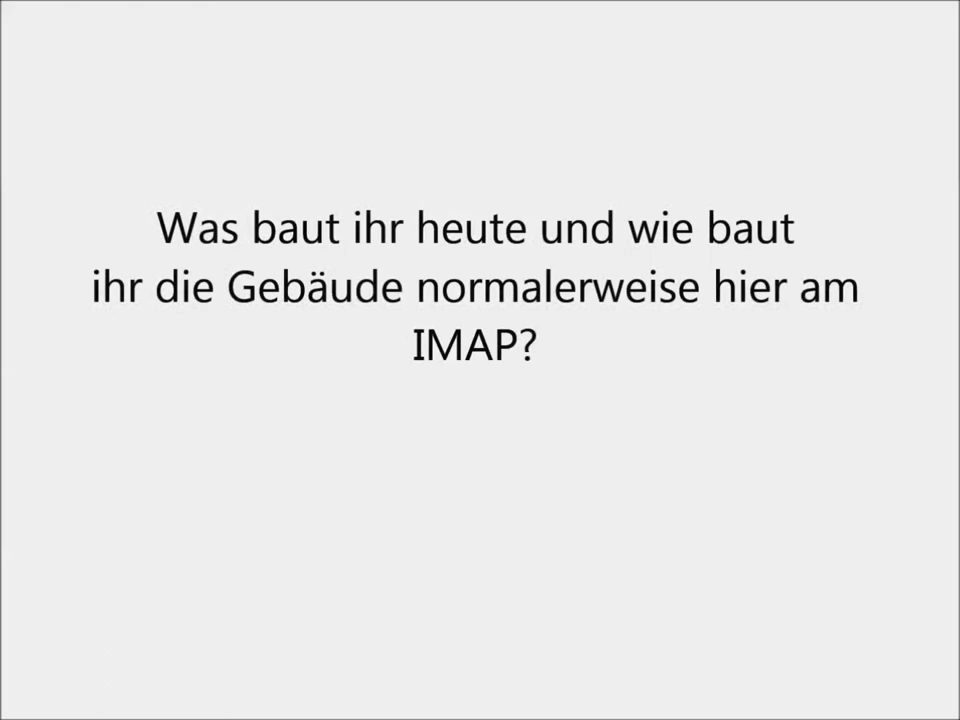 Was baut ihr heute und wie baut
ihr die Gebäude normalerweise hier am
IMAP?